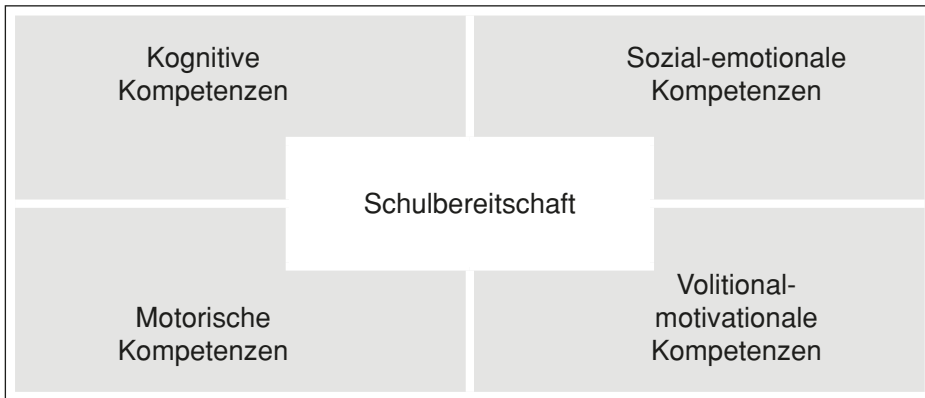 Kognitive
Kompetenzen
Sozial-emotionale
Kompetenzen
Schulbereitschaft
Motorische
Kompetenzen
Volitional-
motivationale
Kompetenzen